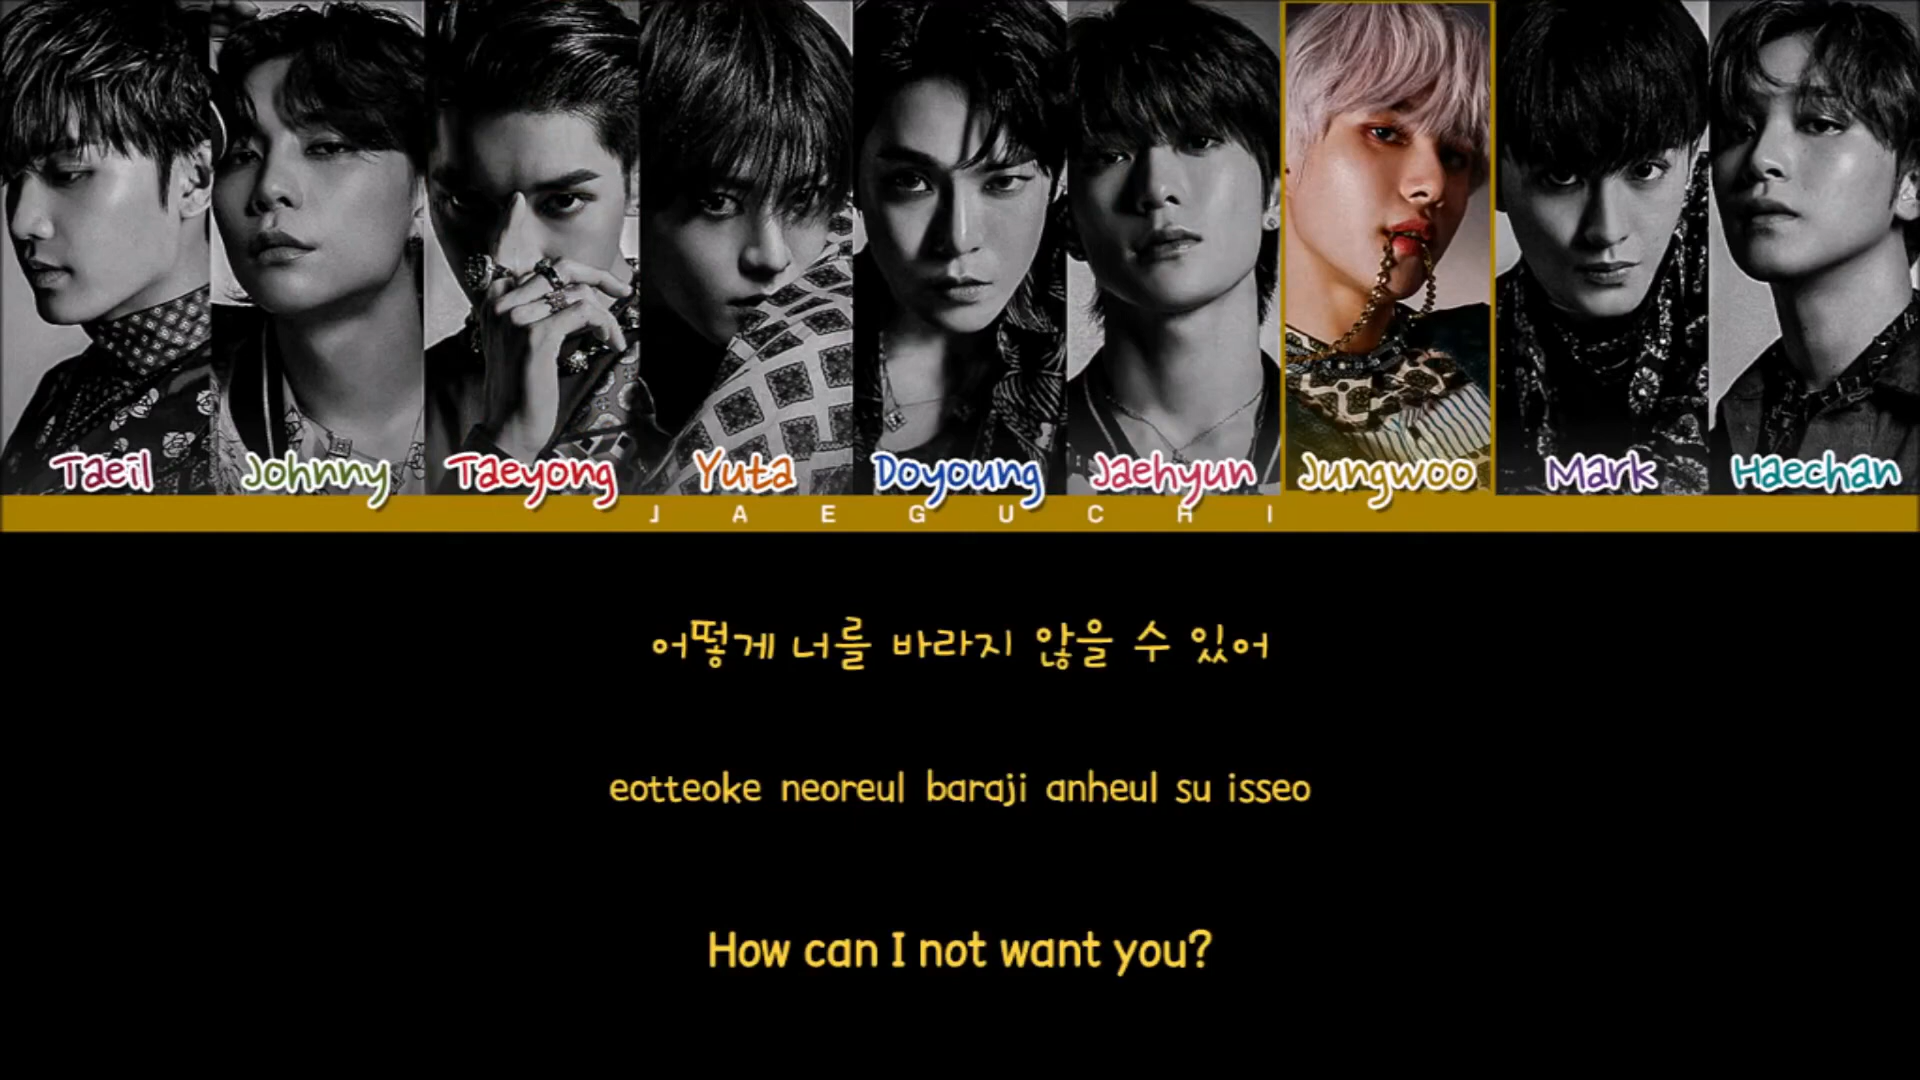 Taeil Johnny Taeyong Yuta Doyoung Jaehyun Jungwoo Mark Haechan
JAEGUCHI
어떻게 너를 바라지 않을 수 있어
eotteoke neoreul baraji anheul su isseo
How can I not want you?